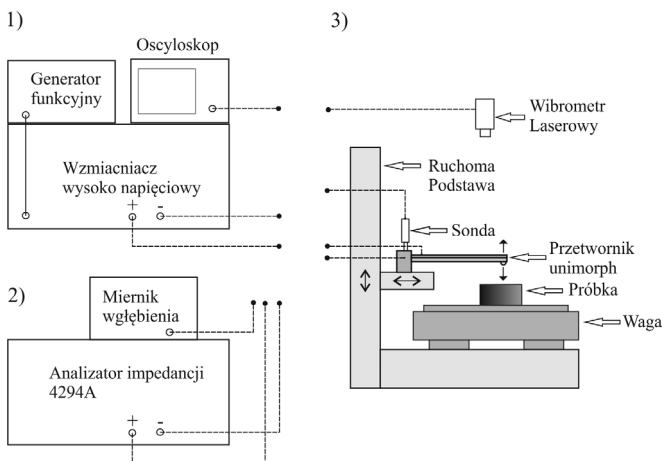 1)
Oscyloskop
Generator
funkcyjny
Wzmiacniacz
wysoko napięciowy
+ -
2)
Miernik
wgłębienia
Analizator impedancji
4294A
+ -
3)
Wibrometr
Laserowy
Ruchoma
Podstawa
Sonda
Przetwornik
unimorph
Próbka
Waga